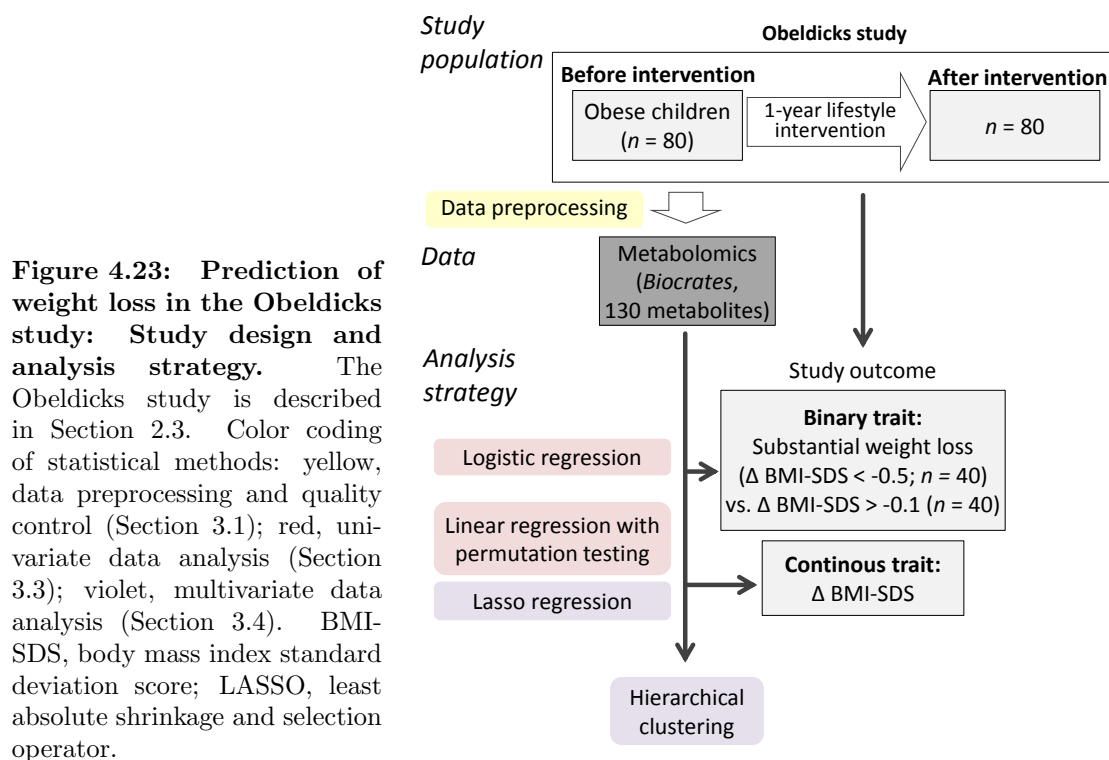 Figure 4.23: Prediction of
weight loss in the Obeldicks
study: Study design and
analysis strategy. The
Obeldicks study is described
in Section 2.3. Color coding
of statistical methods: yellow,
data preprocessing and quality
control (Section 3.1); red, uni-
variate data analysis (Section
3.3); violet, multivariate data
analysis (Section 3.4). BMI-
SDS, body mass index standard
deviation score; LASSO, least
absolute shrinkage and selection
operator.
Study
population
Obeldicks study
Before intervention
Obese children
(n = 80)
1-year lifestyle
intervention
After intervention
n = 80
Data preprocessing
Data
Metabolomics
(Biocrates,
130 metabolites)
Analysis
strategy
Study outcome
Binary trait:
Substantial weight loss
(Δ BMI-SDS < -0.5; n = 40)
vs. Δ BMI-SDS > -0.1 (n = 40)
Logistic regression
Linear regression with
permutation testing
Continous trait:
Δ BMI-SDS
Lasso regression
Hierarchical
clustering